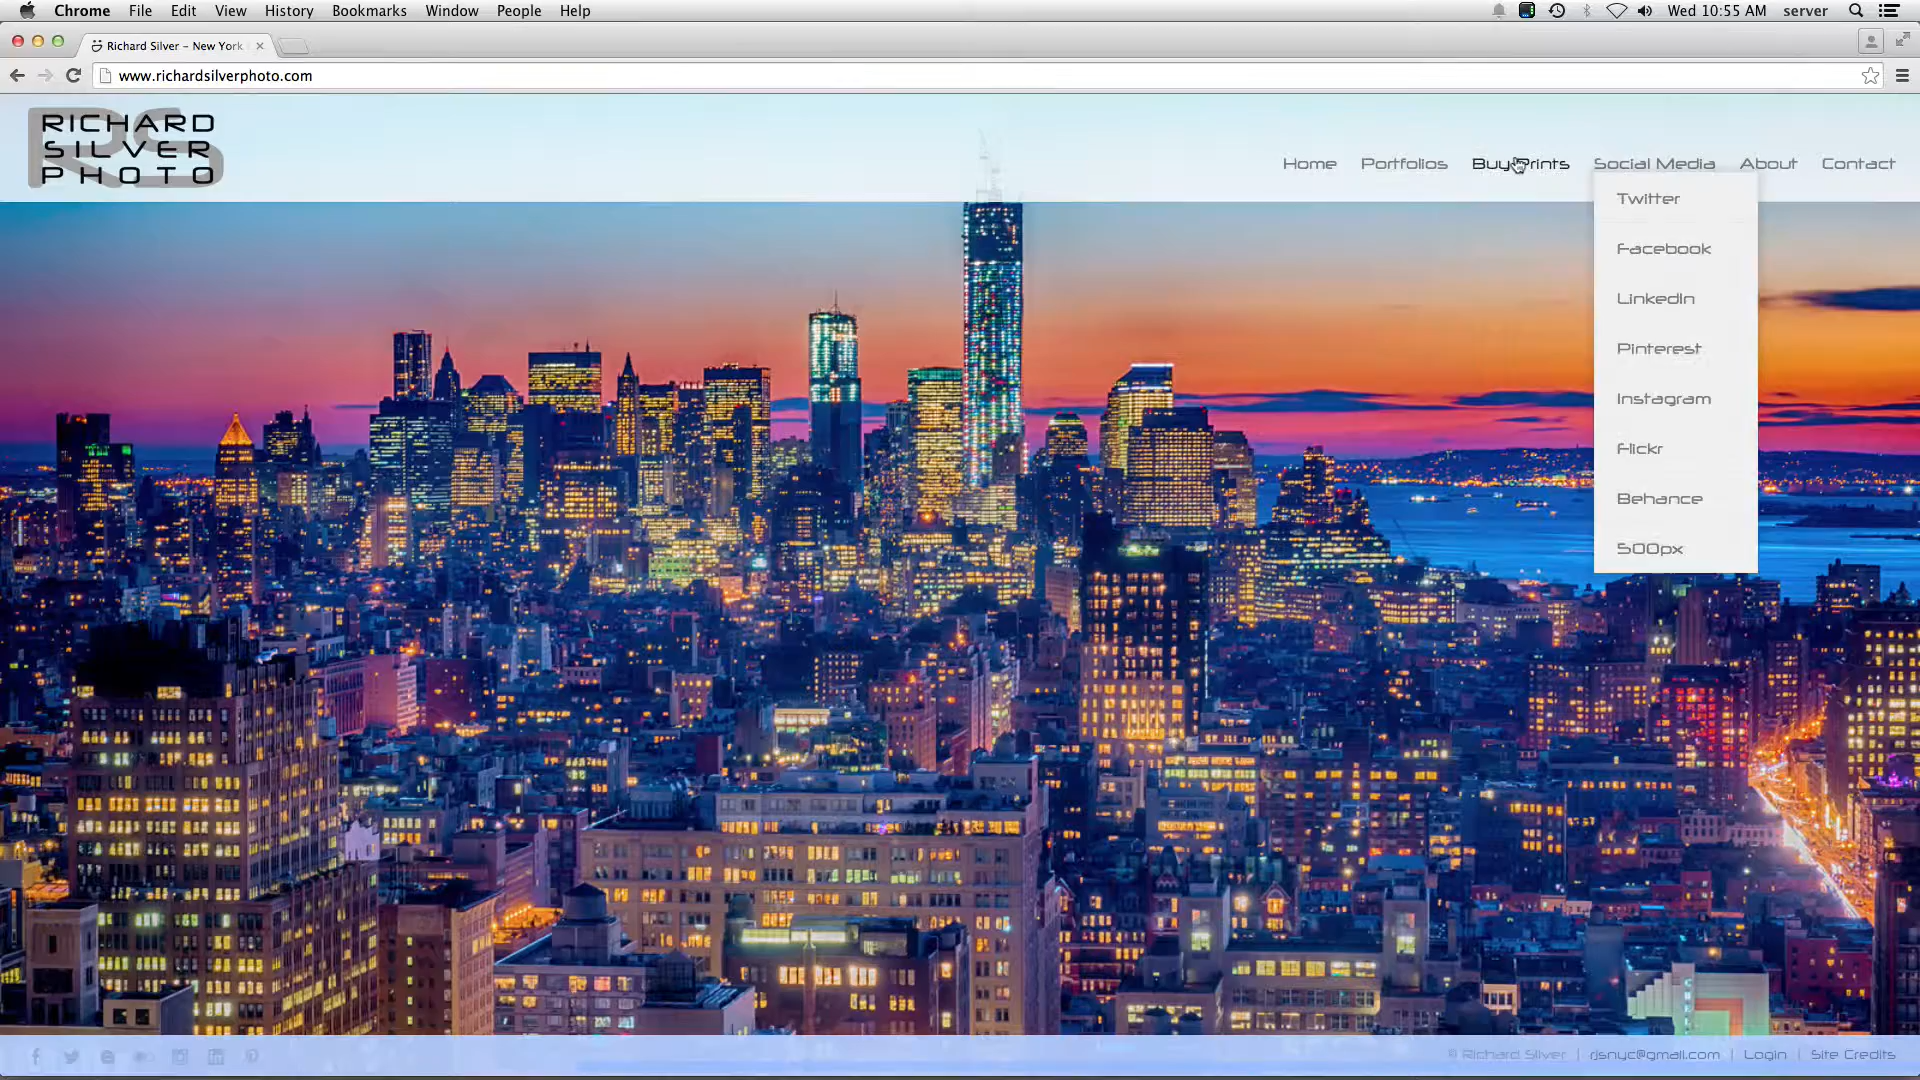 Chrome File Edit View History Bookmarks Window People Help Wed 10:55 AM server
Richard Silver - New York
www.richardsilverphoto.com
RICHARD
SILVER
PHOTO
Home Portfolios Buy Prints Social Media About Contact
Twitter
Facebook
LinkedIn
Pinterest
Instagram
Flickr
Behance
500px
© Richard Silver | rjsnyc@gmail.com | Login | Site Credits